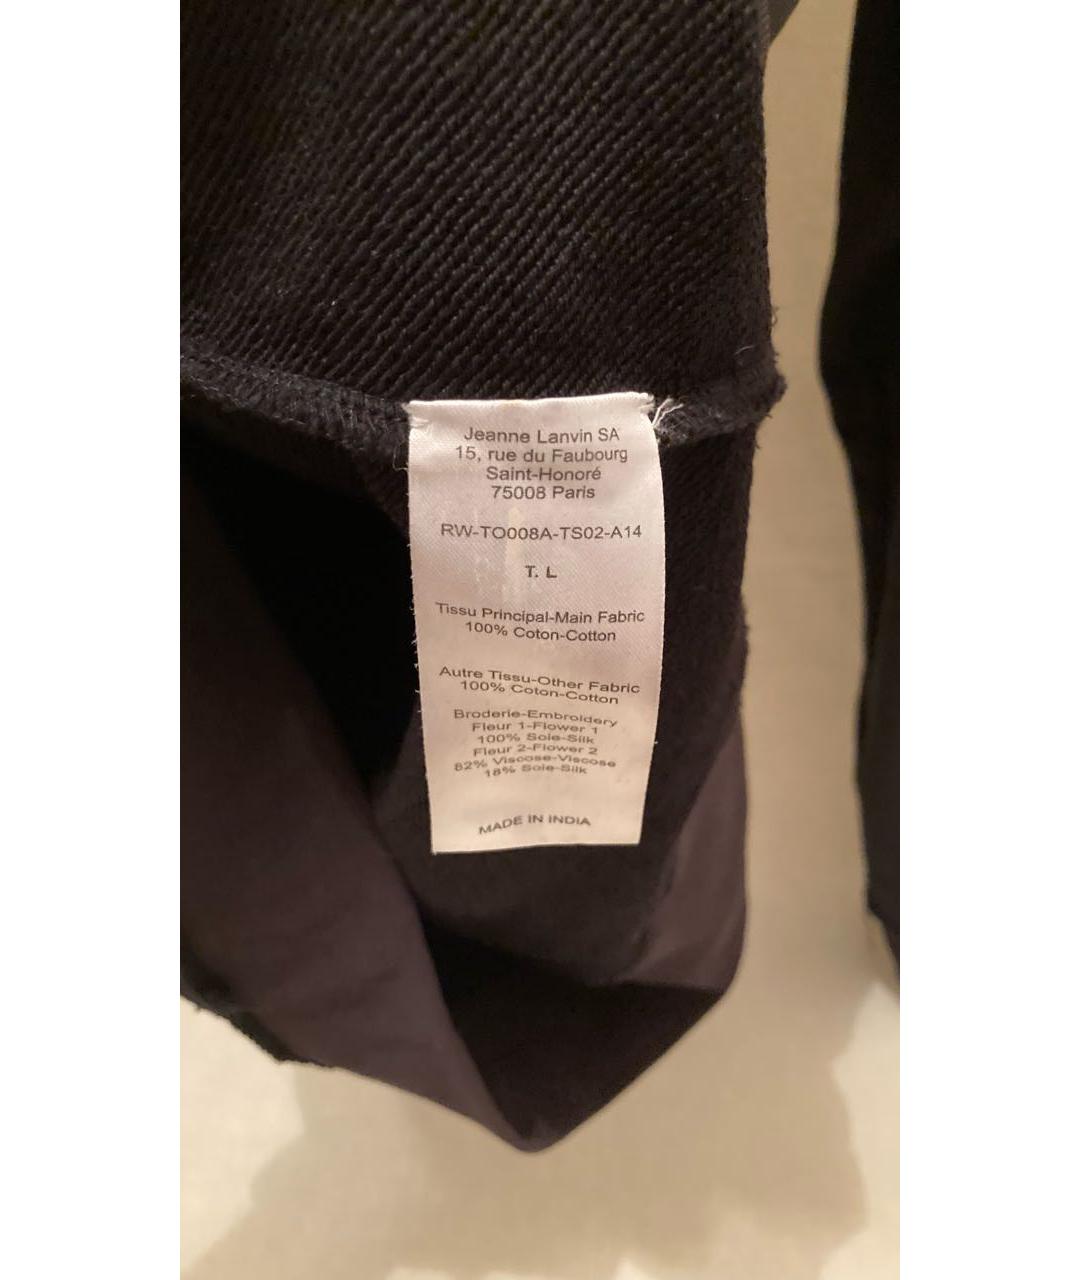 Jeanne Lanvin SA
15, rue du Faubourg
Saint-Honoré
75008 Paris
RW-TO008A-TS02-A14
T. L
Tissu Principal-Main Fabric
100% Coton-Cotton
Autre Tissu-Other Fabric
100% Coton-Cotton
Broderie-Embroidery
Fleur 1-Flower 1
100% Soie-Silk
Fleur 2-Flower 2
82% Viscose-Viscose
18% Soie-Silk
MADE IN INDIA